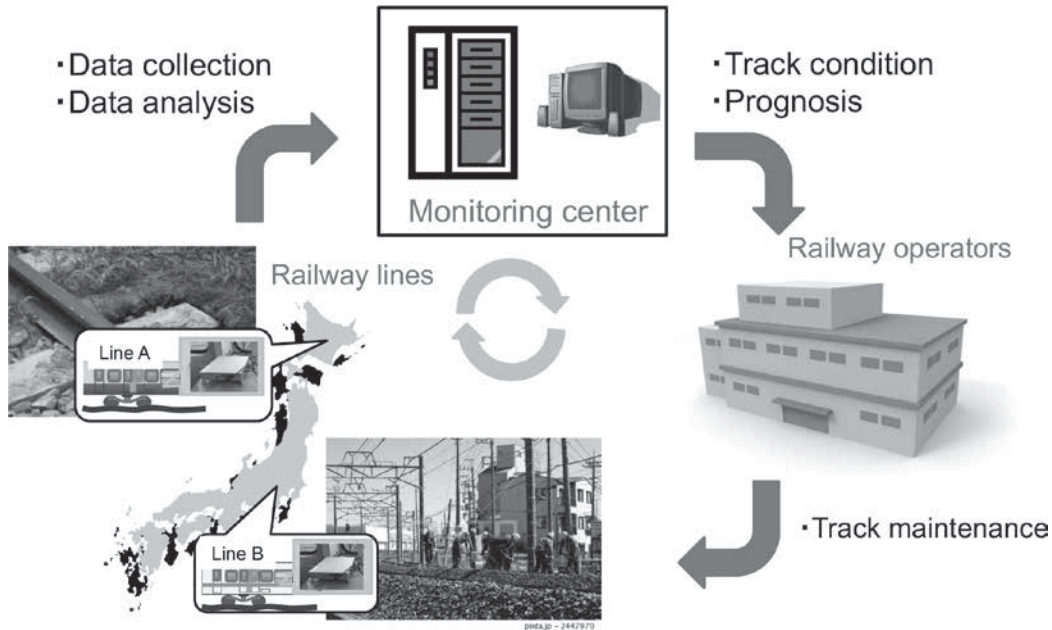 ・Data collection
・Data analysis
・Track condition
・Prognosis
Monitoring center
Railway lines
Railway operators
Line A
Line B
・Track maintenance
pixta.jp - 2447970